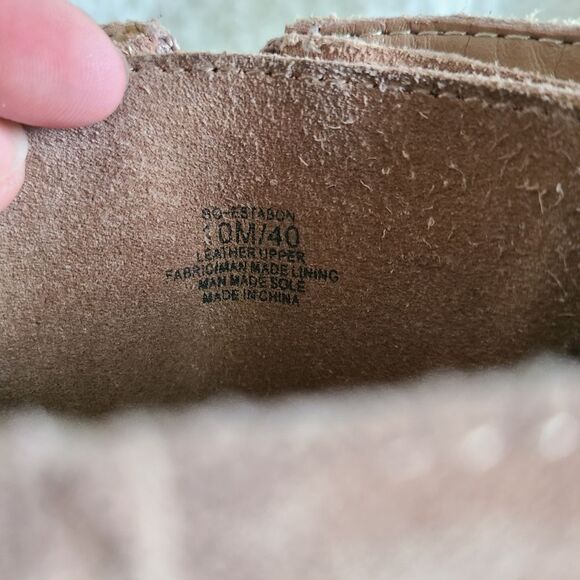 SO-ESTABON
10M/40
LEATHER UPPER
FABRIC/MAN MADE LINING
MAN MADE SOLE
MADE IN CHINA